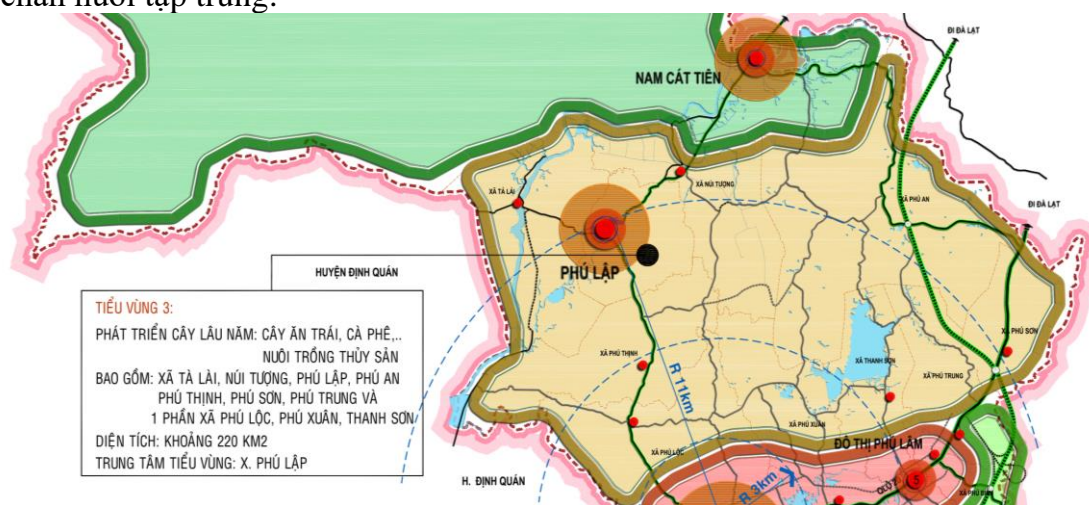 chăn nuôi tập trung.
ĐI ĐÀ LẠT
NAM CÁT TIÊN
XÃ TÀ LÀI
XÃ NÚI TƯỢNG
XÃ PHÚ AN
ĐI ĐÀ LẠT
HUYỆN ĐỊNH QUÁN
PHÚ LẬP
TIỂU VÙNG 3:
PHÁT TRIỂN CÂY LÂU NĂM: CÂY ĂN TRÁI, CÀ PHÊ,..
NUÔI TRỒNG THỦY SẢN
BAO GỒM: XÃ TÀ LÀI, NÚI TƯỢNG, PHÚ LẬP, PHÚ AN
PHÚ THỊNH, PHÚ SƠN, PHÚ TRUNG VÀ
1 PHẦN XÃ PHÚ LỘC, PHÚ XUÂN, THANH SƠN
DIỆN TÍCH: KHOẢNG 220 KM2
TRUNG TÂM TIỂU VÙNG: X. PHÚ LẬP
XÃ PHÚ SƠN
XÃ PHÚ THỊNH
XÃ THANH SƠN
XÃ PHÚ TRUNG
R 11km
XÃ PHÚ XUÂN
ĐÔ THỊ PHÚ LÂM
XÃ PHÚ LỘC
H. ĐỊNH QUÁN
R 3km
5